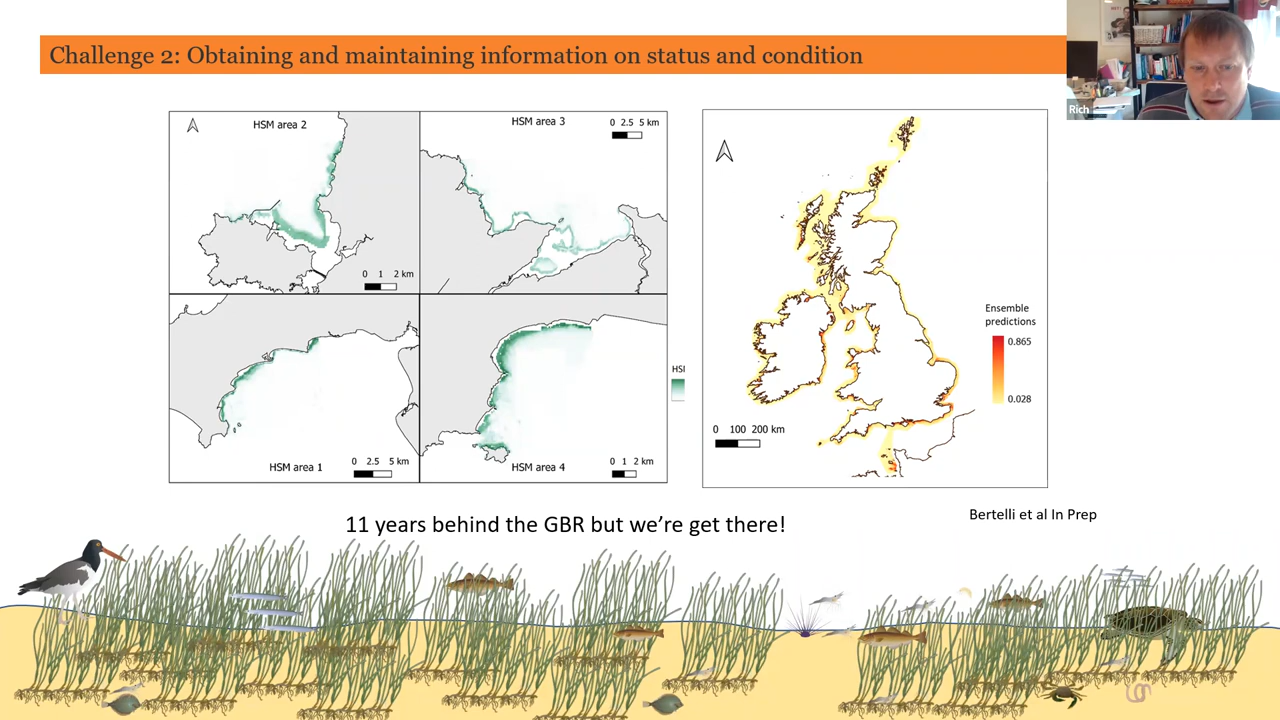 Challenge 2: Obtaining and maintaining information on status and condition
Rich
HSM area 2
0 1 2 km
HSM area 3
0 2.5 5 km
HSM area 1
0 2.5 5 km
HSM area 4
0 1 2 km
HSI
Ensemble
predictions
0.865
0.028
0 100 200 km
11 years behind the GBR but we're get there!
Bertelli et al In Prep